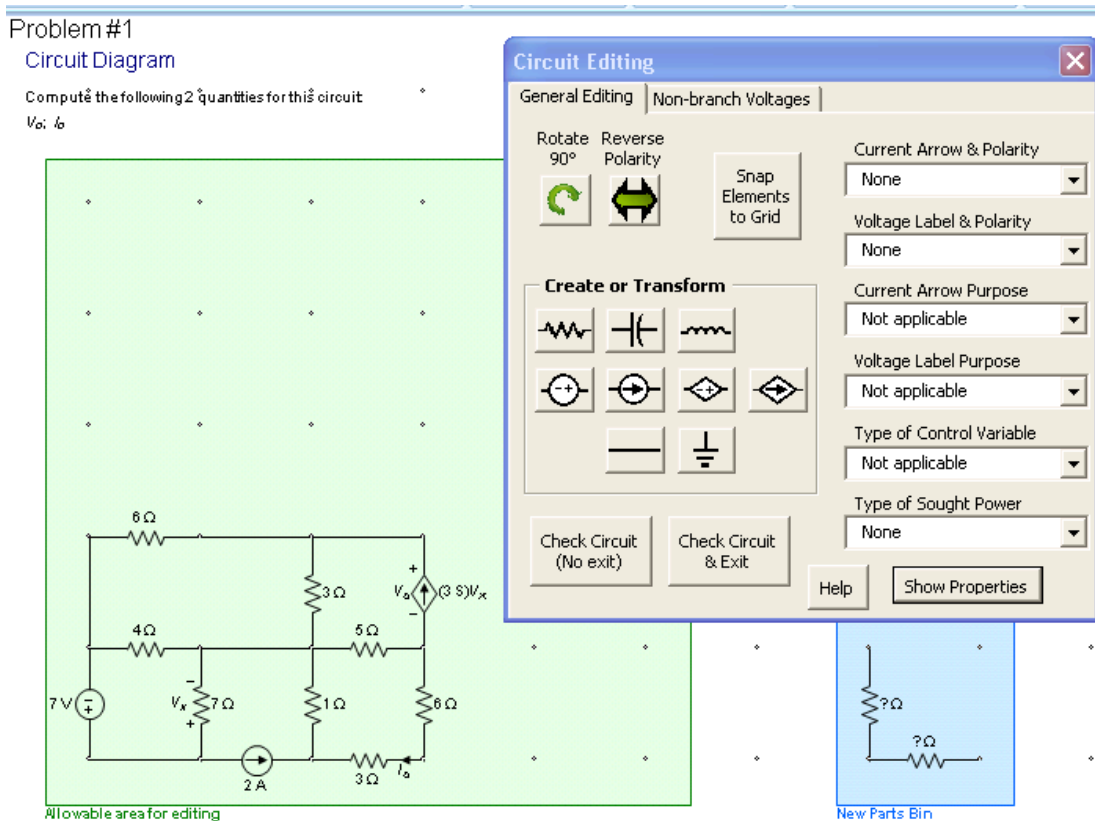 Problem #1
Circuit Diagram
Compute the following 2 quantities for this circuit
Vₒ; Iₒ
Circuit Editing
General Editing
Non-branch Voltages
Rotate
90°
Reverse
Polarity
Snap
Elements
to Grid
Current Arrow & Polarity
None
Voltage Label & Polarity
None
Create or Transform
Current Arrow Purpose
Not applicable
Voltage Label Purpose
Not applicable
Type of Control Variable
Not applicable
Type of Sought Power
None
Check Circuit
(No exit)
Check Circuit
& Exit
Help
Show Properties
6 Ω
3 Ω
+
Vₒ
(3 S)Vₓ
−
4 Ω
5 Ω
7 V
− +
−
Vₓ
+
7 Ω
1 Ω
6 Ω
2 A
3 Ω
Iₒ
? Ω
? Ω
Allowable area for editing
New Parts Bin